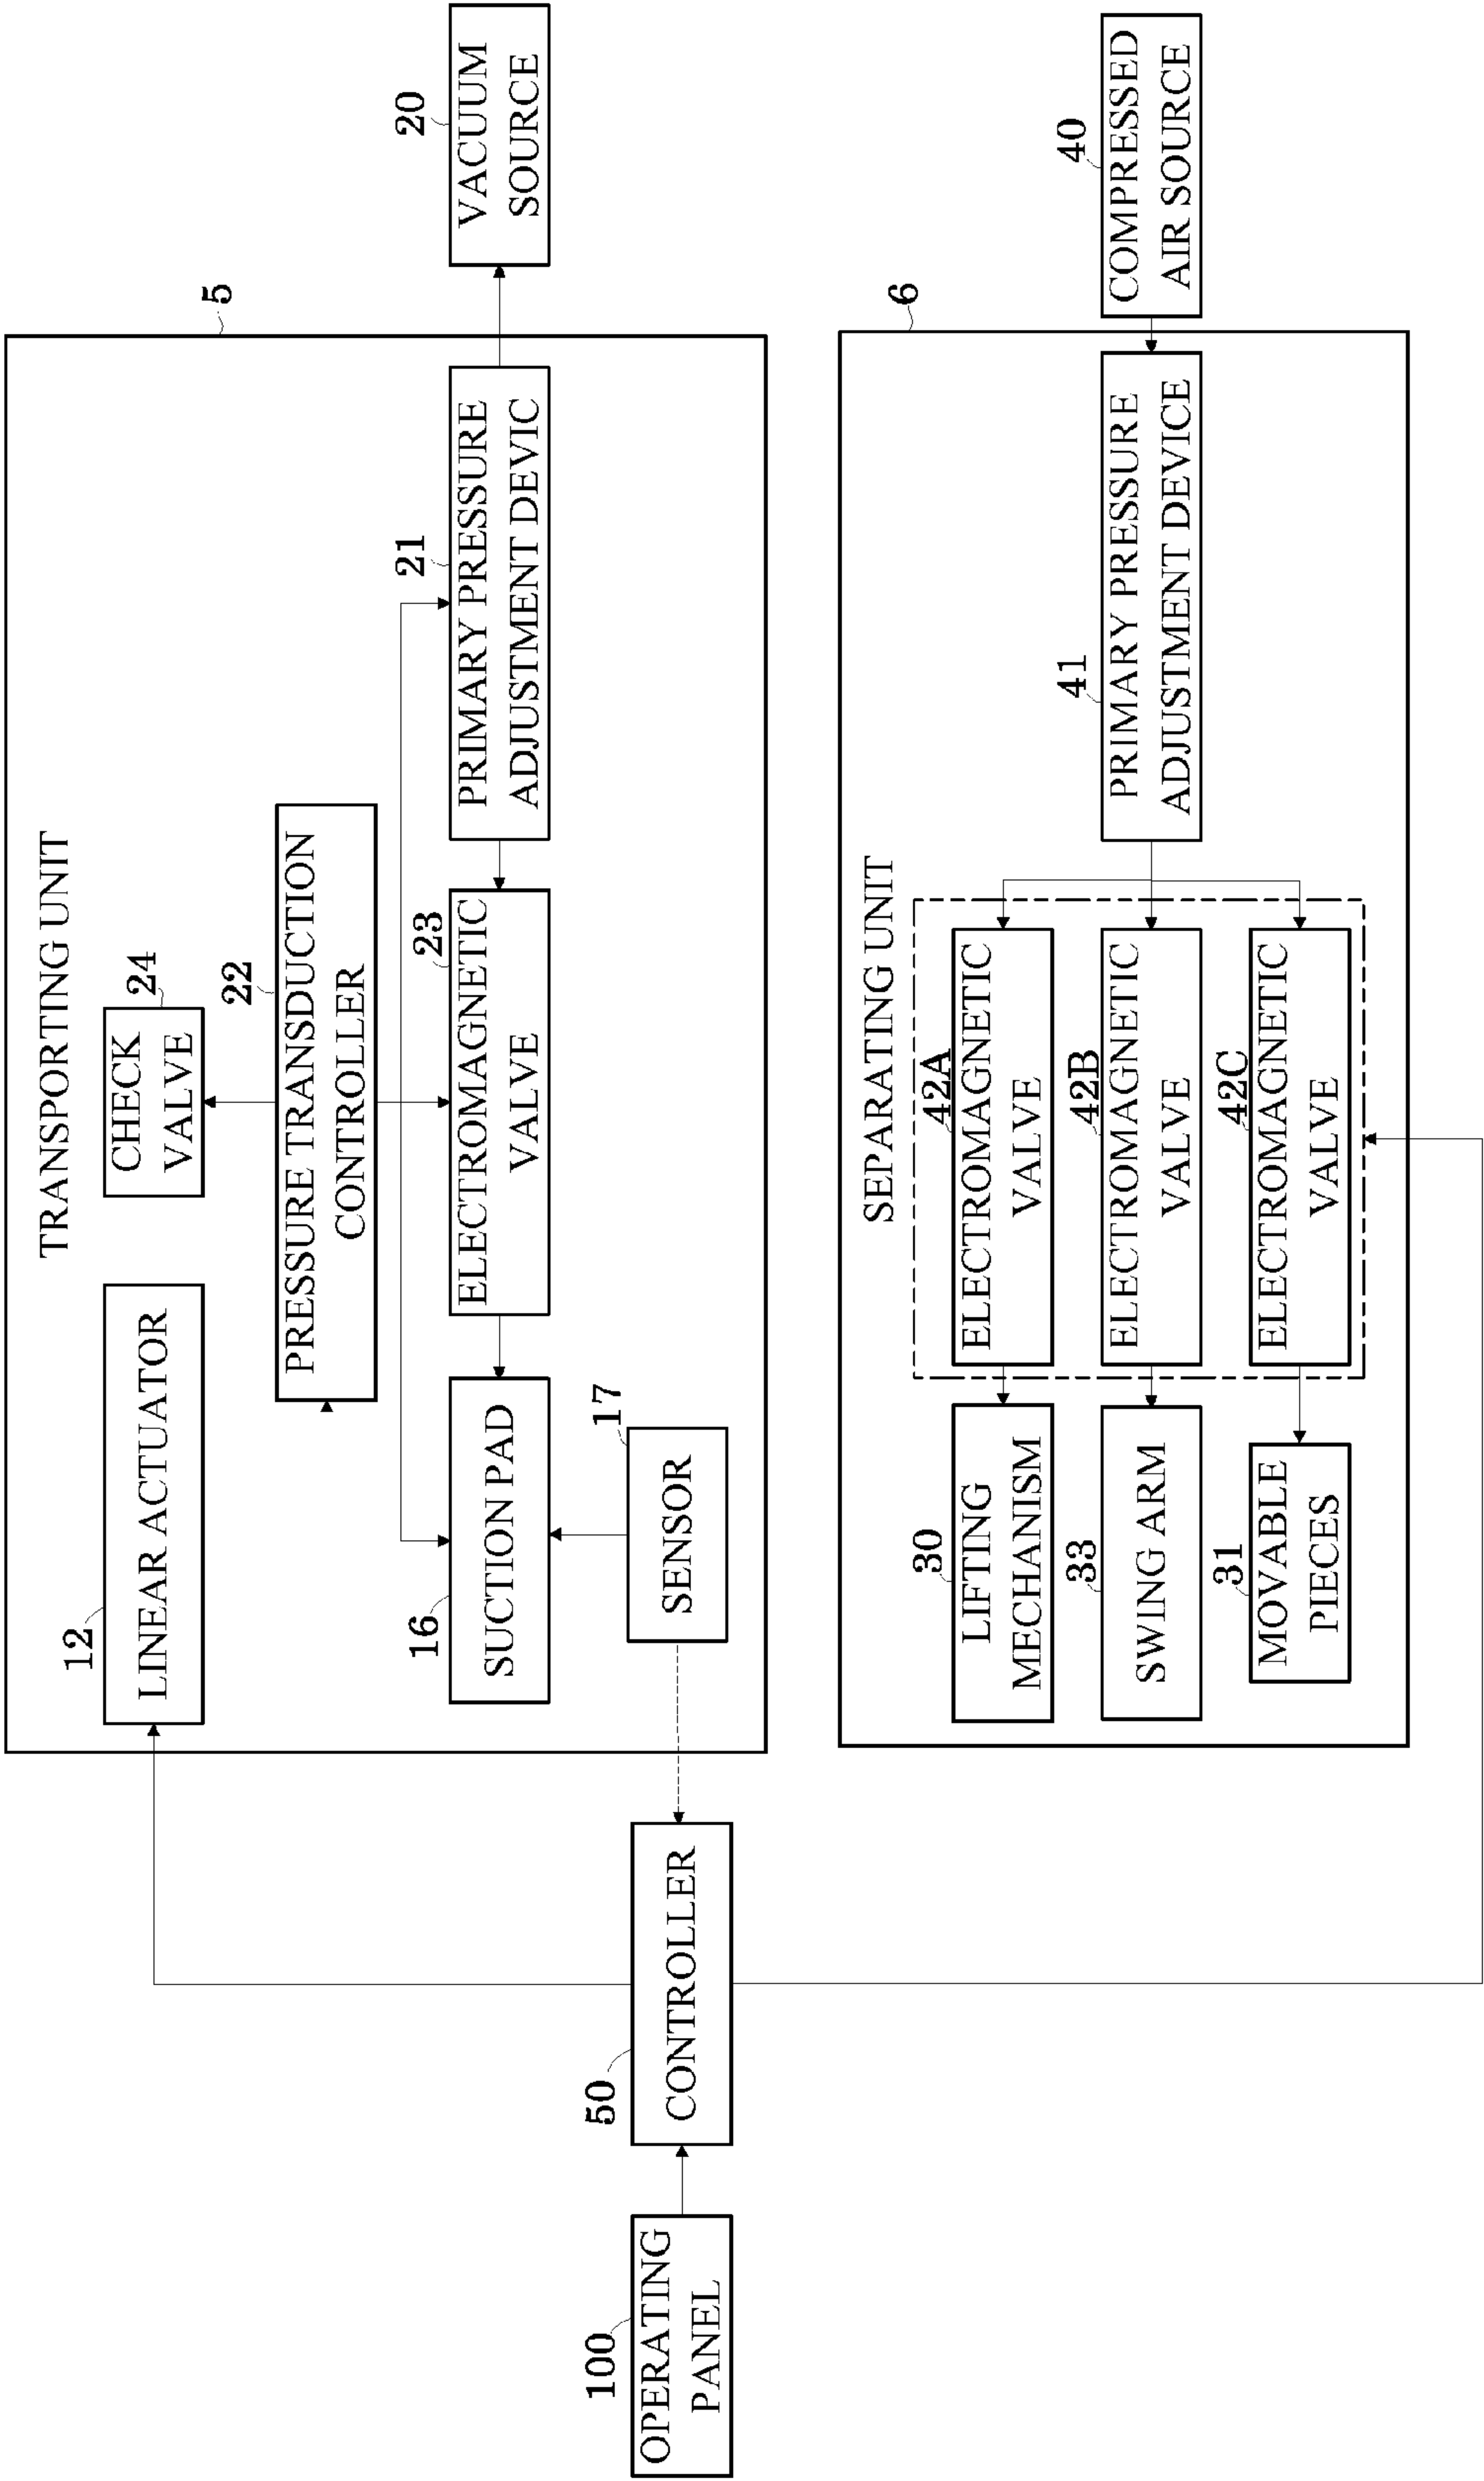 TRANSPORTING UNIT
5
12
LINEAR ACTUATOR
24
CHECK
VALVE
22
PRESSURE TRANSDUCTION
CONTROLLER
16
SUCTION PAD
23
ELECTROMAGNETIC
VALVE
21
PRIMARY PRESSURE
ADJUSTMENT DEVIC
20
VACUUM
SOURCE
17
SENSOR
100
OPERATING
PANEL
50
CONTROLLER
SEPARATING UNIT
6
30
LIFTING
MECHANISM
42A
ELECTROMAGNETIC
VALVE
33
SWING ARM
42B
ELECTROMAGNETIC
VALVE
41
PRIMARY PRESSURE
ADJUSTMENT DEVICE
40
COMPRESSED
AIR SOURCE
31
MOVABLE
PIECES
42C
ELECTROMAGNETIC
VALVE